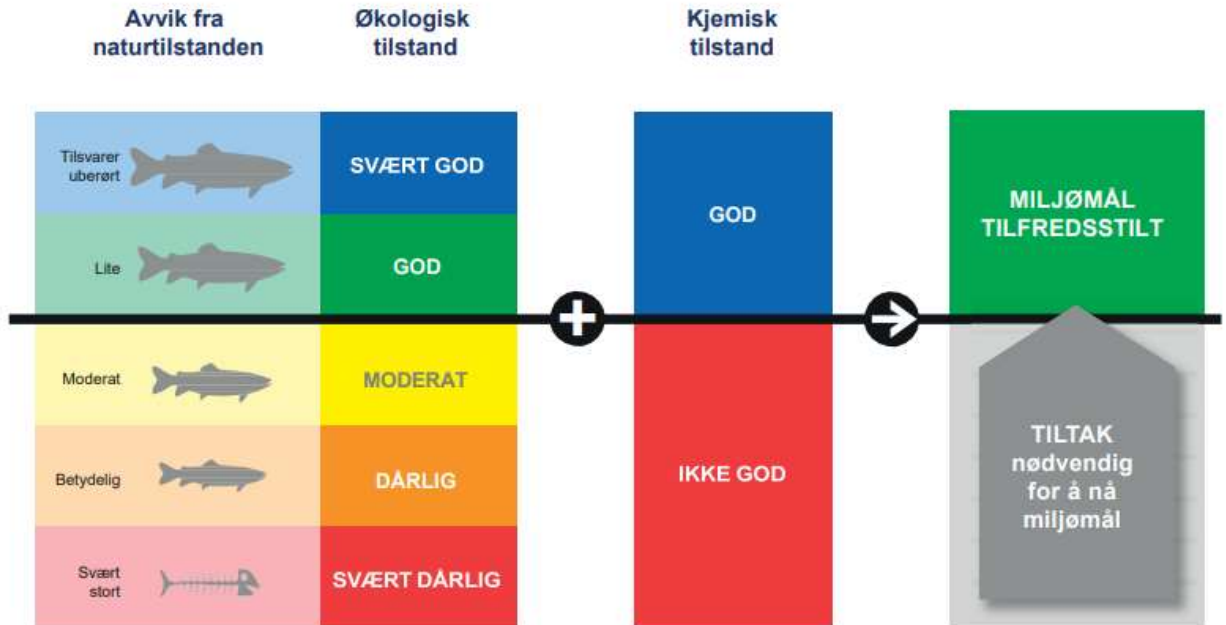 Avvik fra
naturtilstanden
Økologisk
tilstand
Kjemisk
tilstand
Tilsvarer
uberørt
SVÆRT GOD
Lite
GOD
Moderat
MODERAT
Betydelig
DÅRLIG
Svært
stort
SVÆRT DÅRLIG
GOD
IKKE GOD
MILJØMÅL
TILFREDSSTILT
TILTAK
nødvendig
for å nå
miljømål